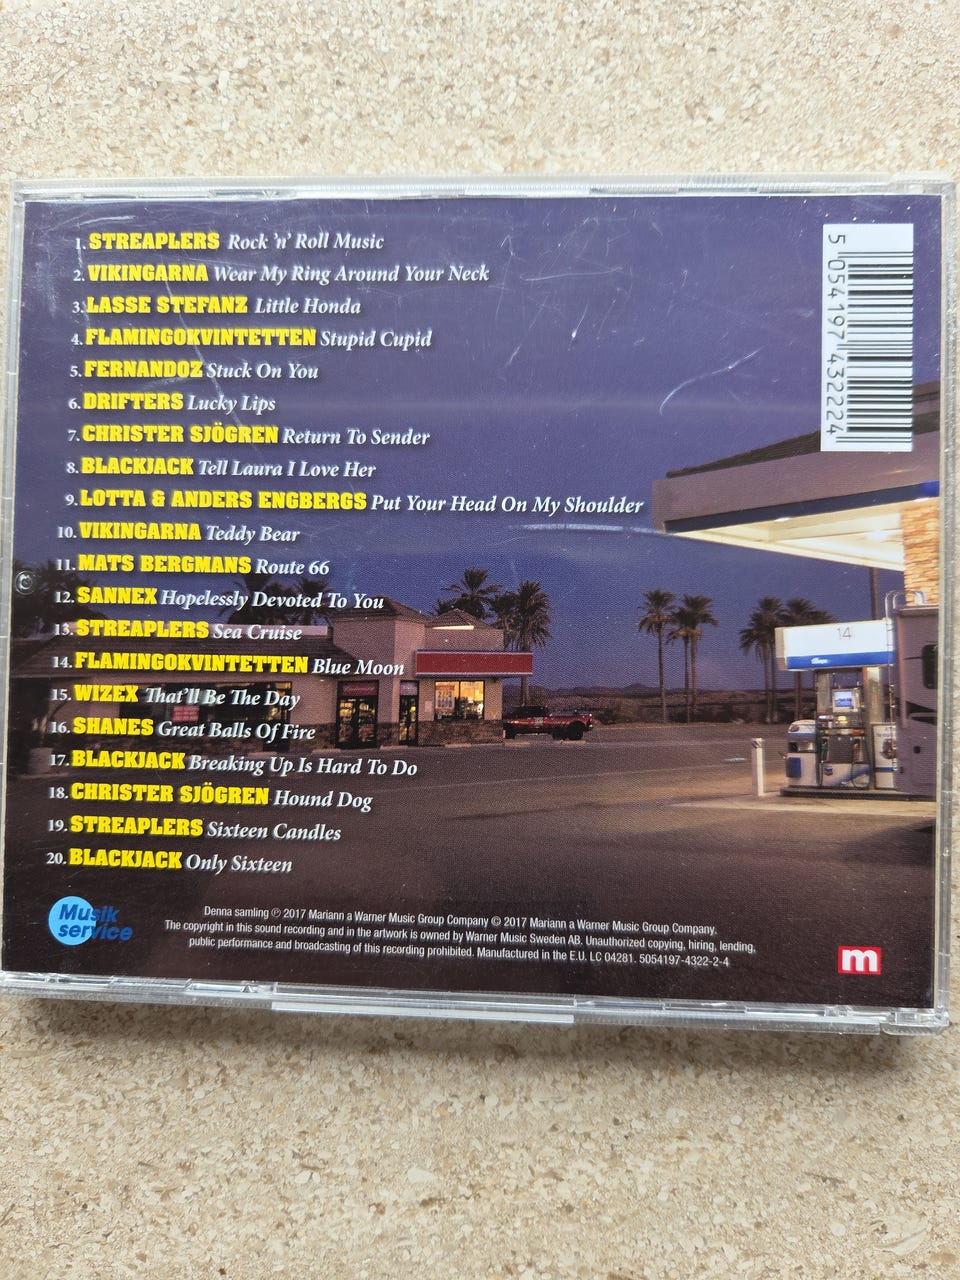 1. STREAPLERS Rock 'n' Roll Music
2. VIKINGARNA Wear My Ring Around Your Neck
3. LASSE STEFANZ Little Honda
4. FLAMINGOKVINTETTEN Stupid Cupid
5. FERNANDOZ Stuck On You
6. DRIFTERS Lucky Lips
7. CHRISTER SJÖGREN Return To Sender
8. BLACKJACK Tell Laura I Love Her
9. LOTTA & ANDERS ENGBERGS Put Your Head On My Shoulder
10. VIKINGARNA Teddy Bear
11. MATS BERGMANS Route 66
12. SANNEX Hopelessly Devoted To You
13. STREAPLERS Sea Cruise
14. FLAMINGOKVINTETTEN Blue Moon
15. WIZEX That'll Be The Day
16. SHANES Great Balls Of Fire
17. BLACKJACK Breaking Up Is Hard To Do
18. CHRISTER SJÖGREN Hound Dog
19. STREAPLERS Sixteen Candles
20. BLACKJACK Only Sixteen
5 054197 432224
14
Musik
service
Denna samling ℗ 2017 Mariann a Warner Music Group Company © 2017 Mariann a Warner Music Group Company.
The copyright in this sound recording and in the artwork is owned by Warner Music Sweden AB. Unauthorized copying, hiring, lending,
public performance and broadcasting of this recording prohibited. Manufactured in the E.U. LC 04281. 5054197-4322-2-4
m